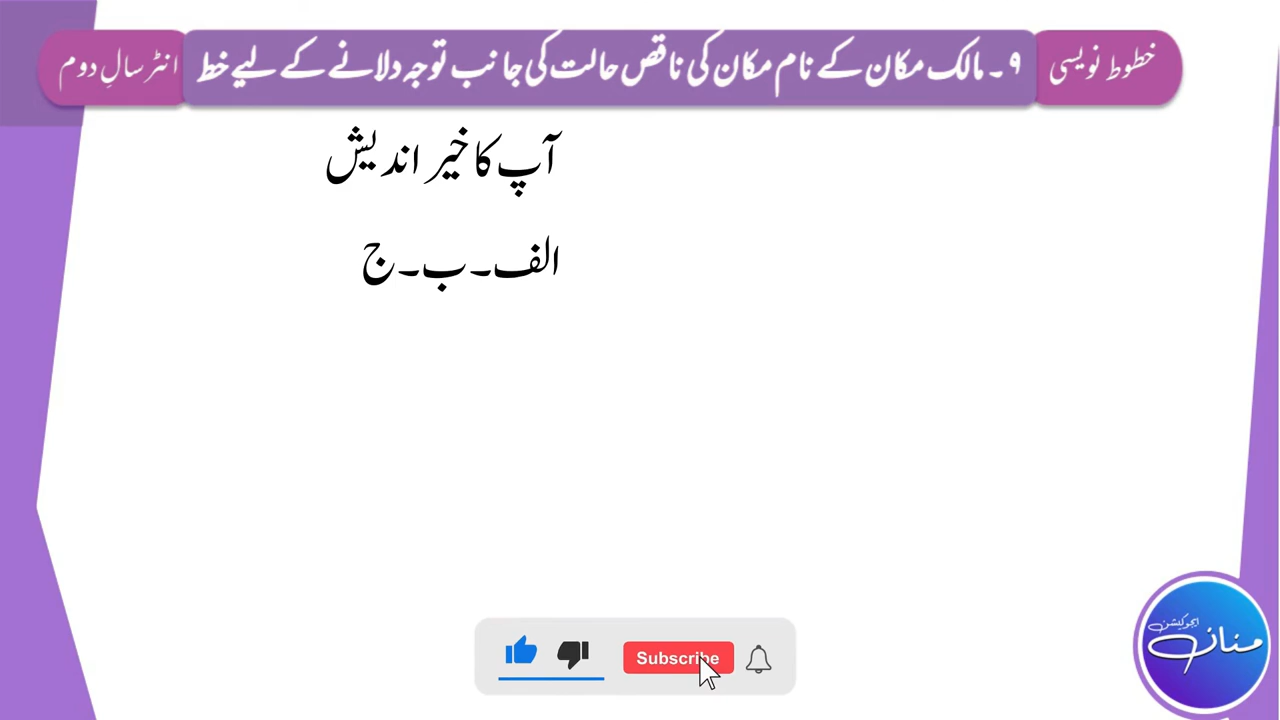 خطوط نویسی
۹۔ مالک مکان کے نام مکان کی ناقص حالت کی جانب توجہ دلانے کے لیے خط
انٹر سالِ دوم
آپ کا خیر اندیش
الف۔ب۔ج
Subscribe
ایجوکیشن